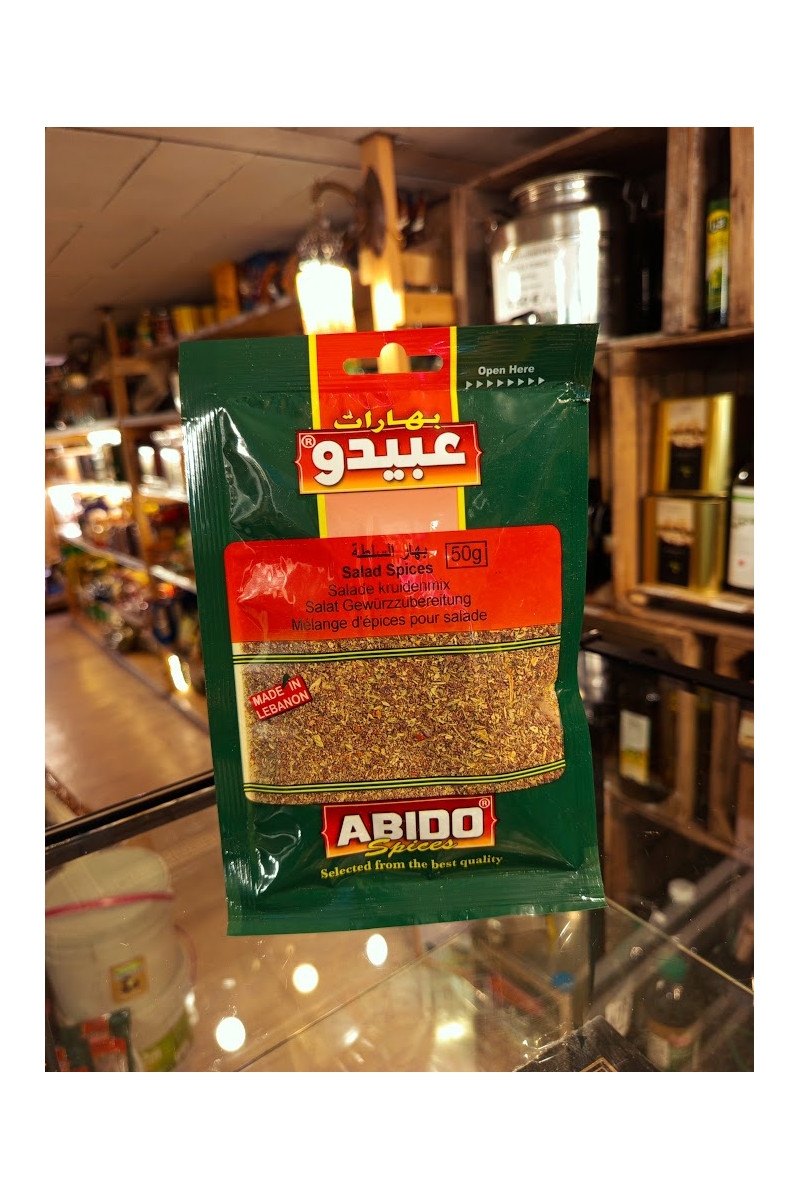 Open Here
بهارات
عبيدو®
بهار السلطة 50g
Salad Spices
Salade kruidenmix
Salat Gewürzzubereitung
Mélange d'épices pour salade
MADE IN
LEBANON
ABIDO®
Spices
Selected from the best quality